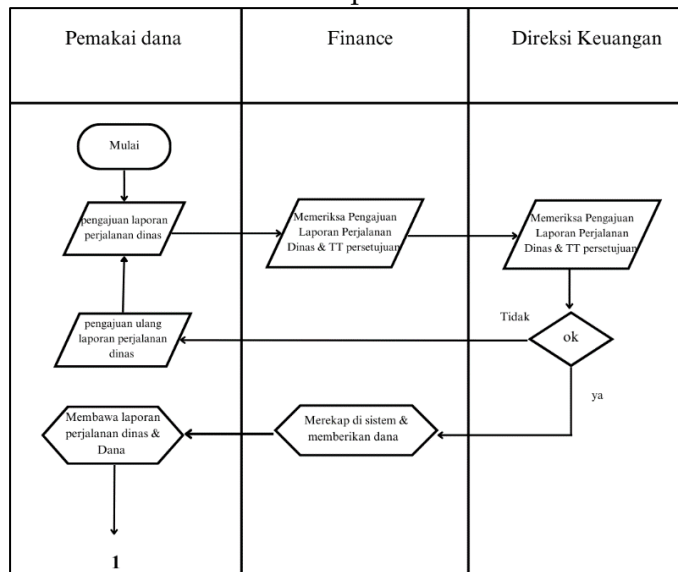 Pemakai dana
Finance
Direksi Keuangan
Mulai
pengajuan laporan
perjalanan dinas
Memeriksa Pengajuan
Laporan Perjalanan
Dinas & TT persetujuan
Memeriksa Pengajuan
Laporan Perjalanan
Dinas & TT persetujuan
pengajuan ulang
laporan perjalanan
dinas
Tidak
ok
ya
Membawa laporan
perjalanan dinas &
Dana
Merekap di sistem &
memberikan dana
1